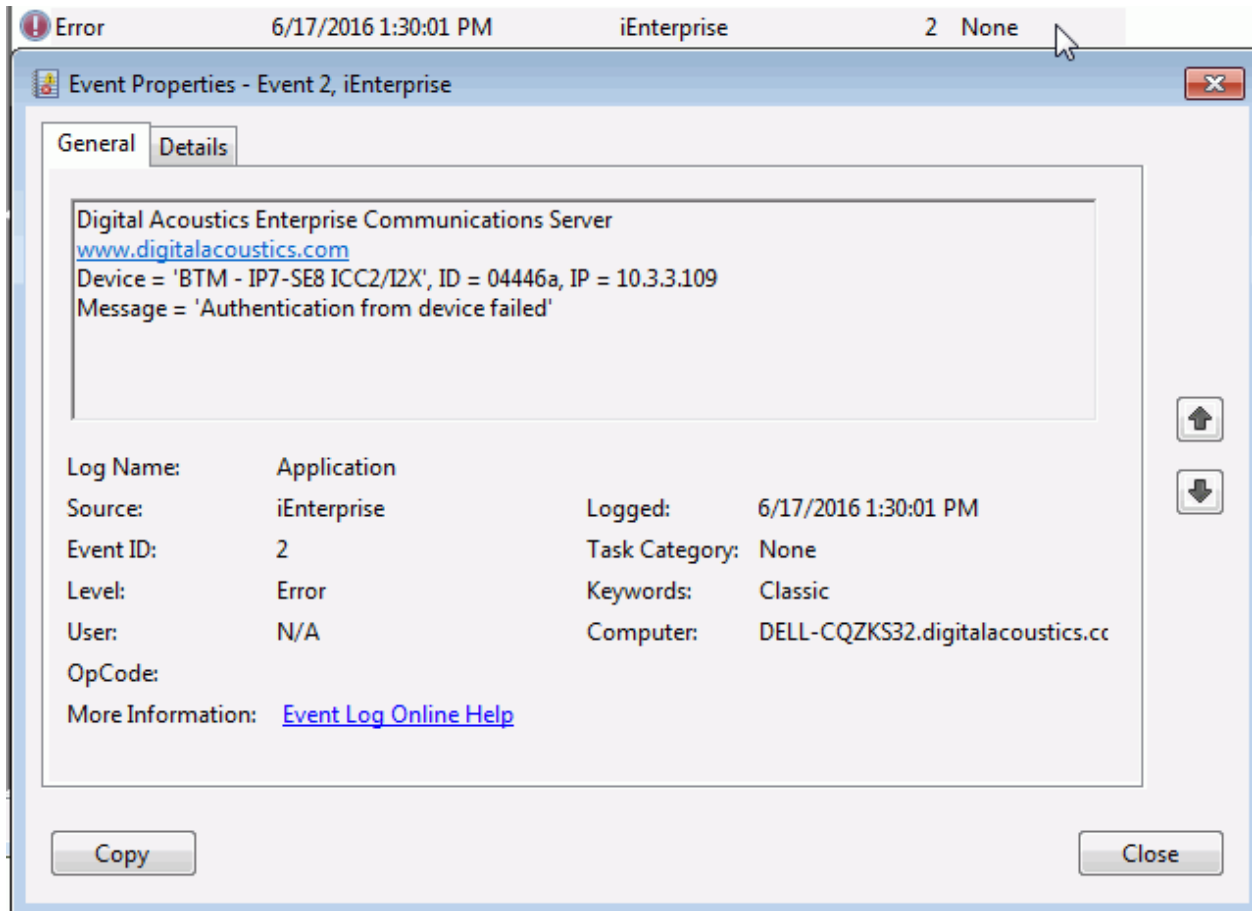 Error 6/17/2016 1:30:01 PM iEnterprise 2 None
Event Properties - Event 2, iEnterprise
General Details
Digital Acoustics Enterprise Communications Server
www.digitalacoustics.com
Device = 'BTM - IP7-SE8 ICC2/I2X', ID = 04446a, IP = 10.3.3.109
Message = 'Authentication from device failed'
Log Name: Application
Source: iEnterprise Logged: 6/17/2016 1:30:01 PM
Event ID: 2 Task Category: None
Level: Error Keywords: Classic
User: N/A Computer: DELL-CQZKS32.digitalacoustics.cc
OpCode:
More Information: Event Log Online Help
Copy Close